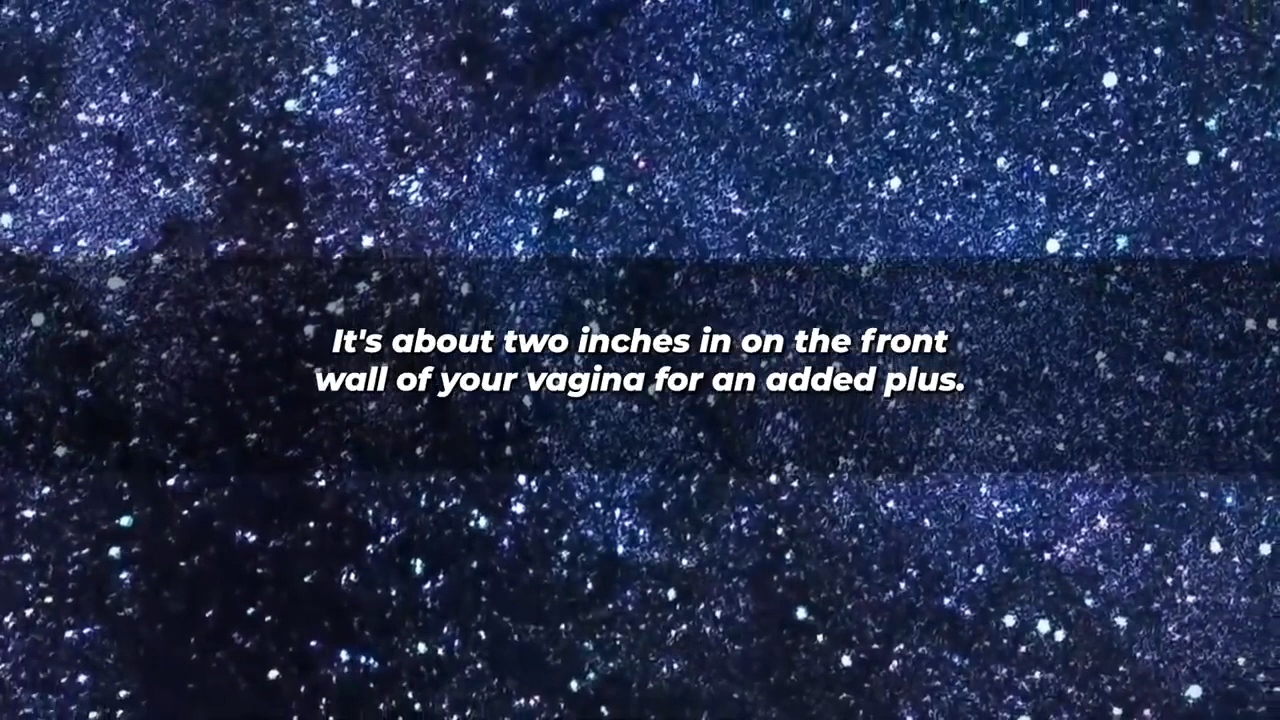 It's about two inches in on the front
wall of your vagina for an added plus.